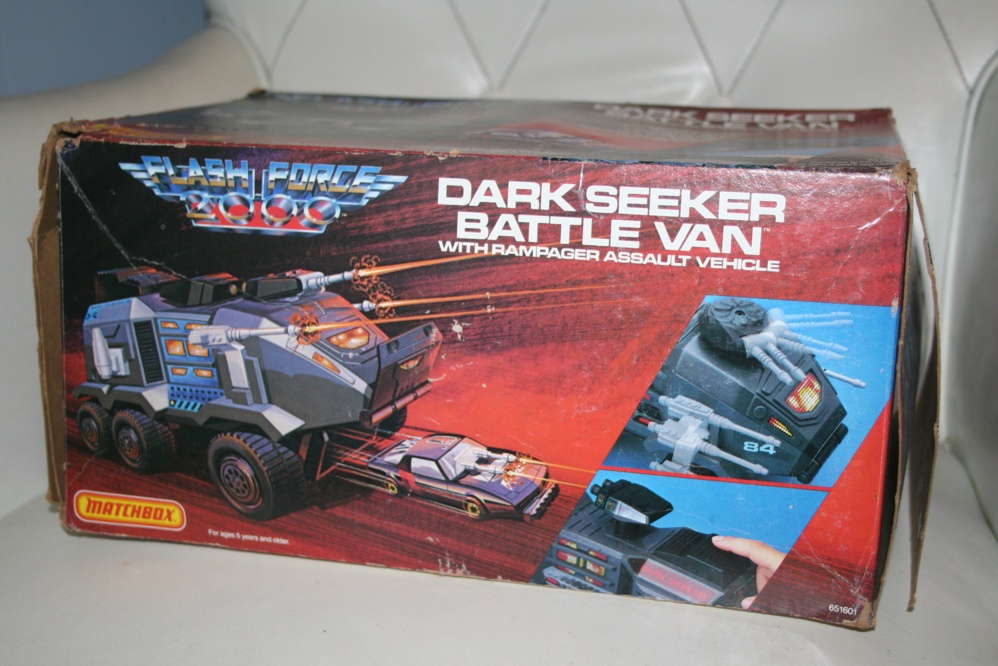 DARK SEEKER
BATTLE VAN
FLASH FORCE
2000
DARK SEEKER
BATTLE VAN™
WITH RAMPAGER ASSAULT VEHICLE
84
MATCHBOX
For ages 5 years and older.
651601